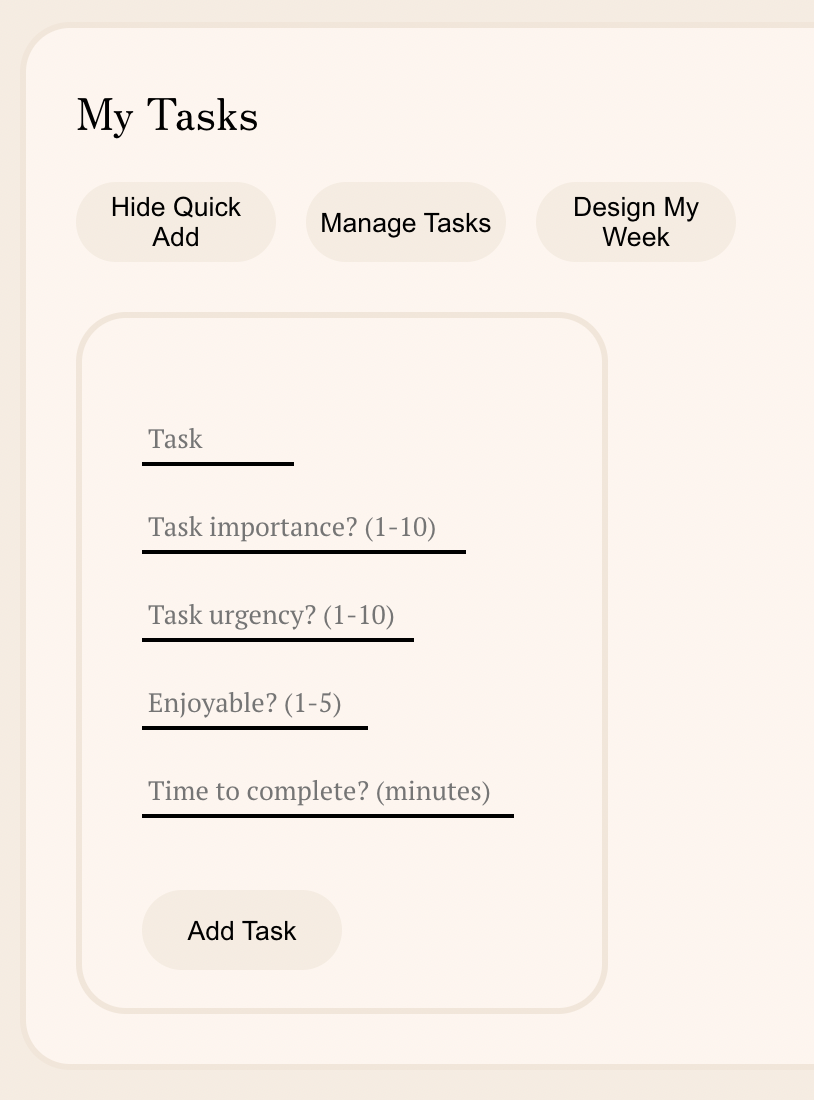 My Tasks
Hide Quick
Add
Manage Tasks
Design My
Week
Task
Task importance? (1-10)
Task urgency? (1-10)
Enjoyable? (1-5)
Time to complete? (minutes)
Add Task